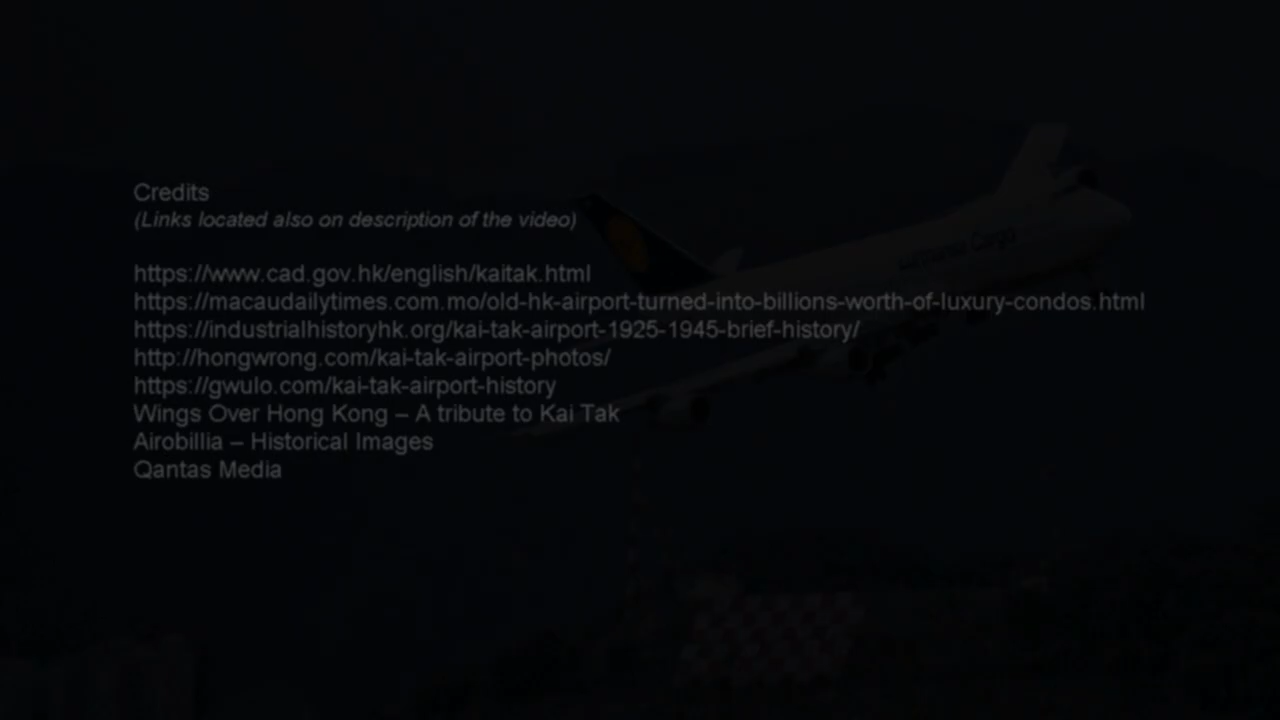 Credits
(Links located also on description of the video)
https://www.cad.gov.hk/english/kaitak.html
https://macaudailytimes.com.mo/old-hk-airport-turned-into-billions-worth-of-luxury-condos.html
https://industrialhistoryhk.org/kai-tak-airport-1925-1945-brief-history/
http://hongwrong.com/kai-tak-airport-photos/
https://gwulo.com/kai-tak-airport-history
Wings Over Hong Kong – A tribute to Kai Tak
Airobillia – Historical Images
Qantas Media
Cargo